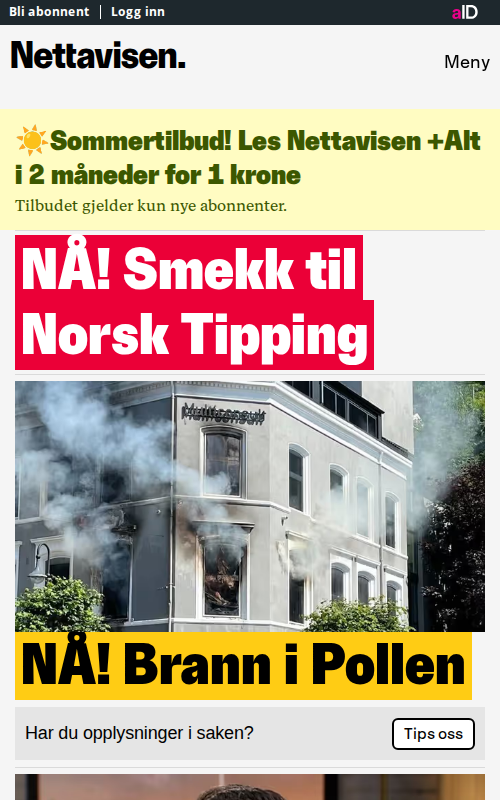 Bli abonnent | Logg inn
aID
Nettavisen.
Meny
☀️Sommertilbud! Les Nettavisen +Alt
i 2 måneder for 1 krone
Tilbudet gjelder kun nye abonnenter.
NÅ! Smekk til
Norsk Tipping
NÅ! Brann i Pollen
Har du opplysninger i saken?
Tips oss